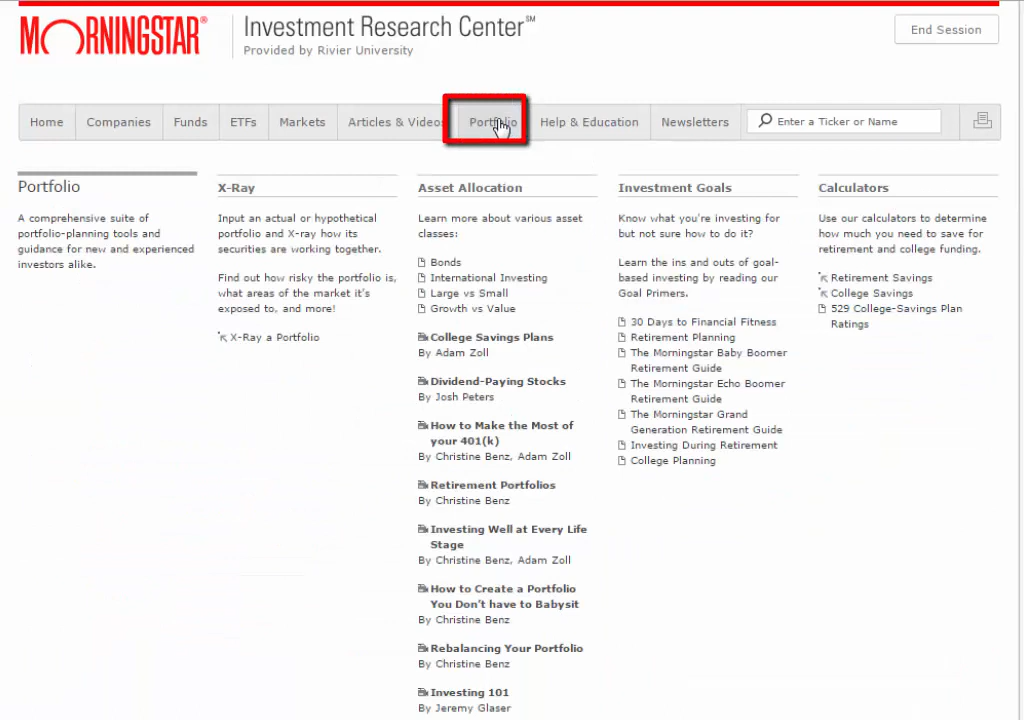 MORNINGSTAR®
Investment Research Center℠
Provided by Rivier University
End Session
Home
Companies
Funds
ETFs
Markets
Articles & Videos
Portfolio
Help & Education
Newsletters
Enter a Ticker or Name
Portfolio
A comprehensive suite of
portfolio-planning tools and
guidance for new and experienced
investors alike.
X-Ray
Input an actual or hypothetical
portfolio and X-ray how its
securities are working together.
Find out how risky the portfolio is,
what areas of the market it's
exposed to, and more!
X-Ray a Portfolio
Asset Allocation
Learn more about various asset
classes:
Bonds
International Investing
Large vs Small
Growth vs Value
College Savings Plans
By Adam Zoll
Dividend-Paying Stocks
By Josh Peters
How to Make the Most of
your 401(k)
By Christine Benz, Adam Zoll
Retirement Portfolios
By Christine Benz
Investing Well at Every Life
Stage
By Christine Benz, Adam Zoll
How to Create a Portfolio
You Don't have to Babysit
By Christine Benz
Rebalancing Your Portfolio
By Christine Benz
Investing 101
By Jeremy Glaser
Investment Goals
Know what you're investing for
but not sure how to do it?
Learn the ins and outs of goal-
based investing by reading our
Goal Primers.
30 Days to Financial Fitness
Retirement Planning
The Morningstar Baby Boomer
Retirement Guide
The Morningstar Echo Boomer
Retirement Guide
The Morningstar Grand
Generation Retirement Guide
Investing During Retirement
College Planning
Calculators
Use our calculators to determine
how much you need to save for
retirement and college funding.
Retirement Savings
College Savings
529 College-Savings Plan
Ratings